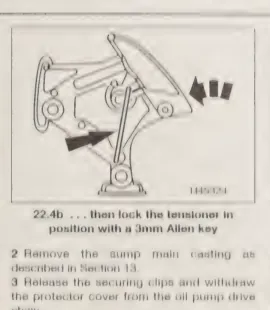 H45324
22.4b ... then lock the tensioner in
position with a 3mm Allen key
2 Remove the sump main casting as
described in Section 13.
3 Release the securing clips and withdraw
the protector cover from the oil pump drive